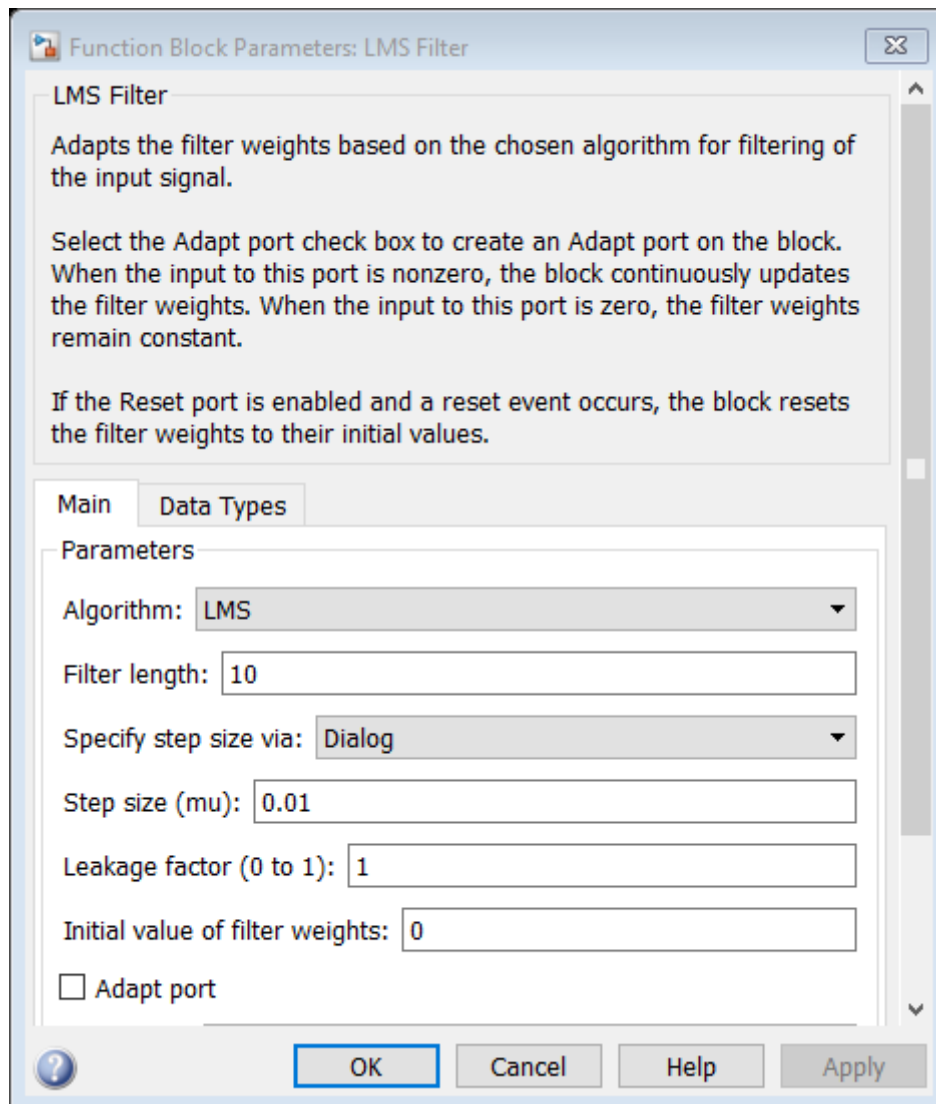 Function Block Parameters: LMS Filter
LMS Filter
Adapts the filter weights based on the chosen algorithm for filtering of
the input signal.
Select the Adapt port check box to create an Adapt port on the block.
When the input to this port is nonzero, the block continuously updates
the filter weights. When the input to this port is zero, the filter weights
remain constant.
If the Reset port is enabled and a reset event occurs, the block resets
the filter weights to their initial values.
Main Data Types
Parameters
Algorithm: LMS
Filter length: 10
Specify step size via: Dialog
Step size (mu): 0.01
Leakage factor (0 to 1): 1
Initial value of filter weights: 0
Adapt port
OK Cancel Help Apply